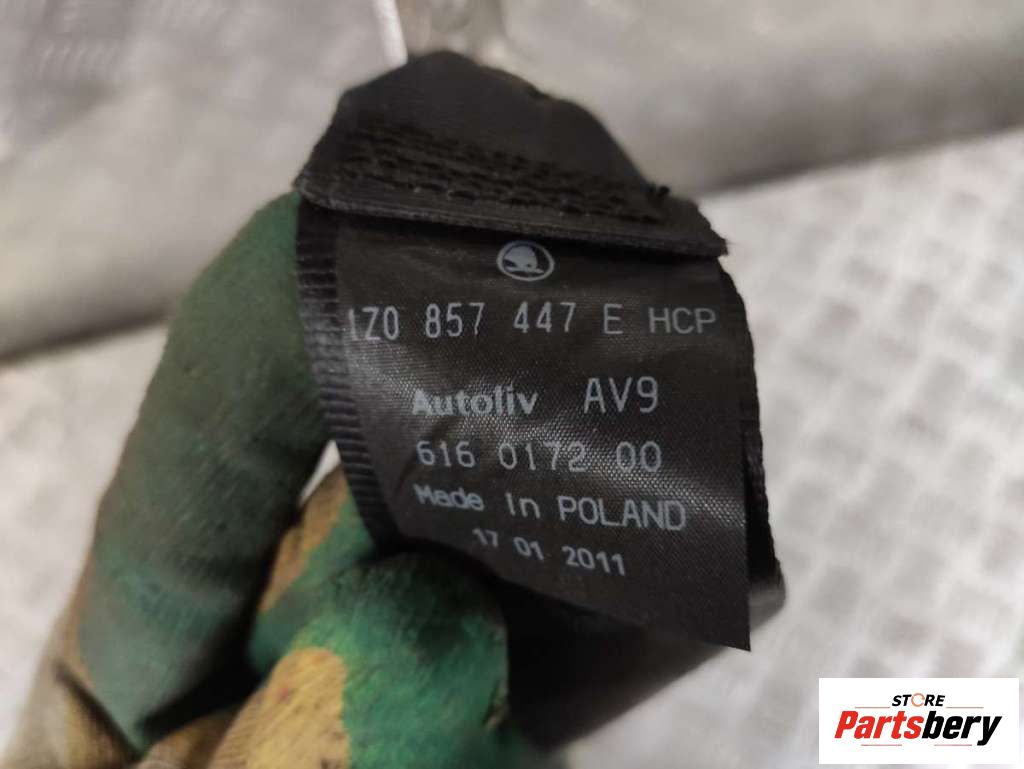 1Z0 857 447 E HCP
Autoliv AV9
616 0172 00
Made In POLAND
17 01 2011
STORE
Partsbery